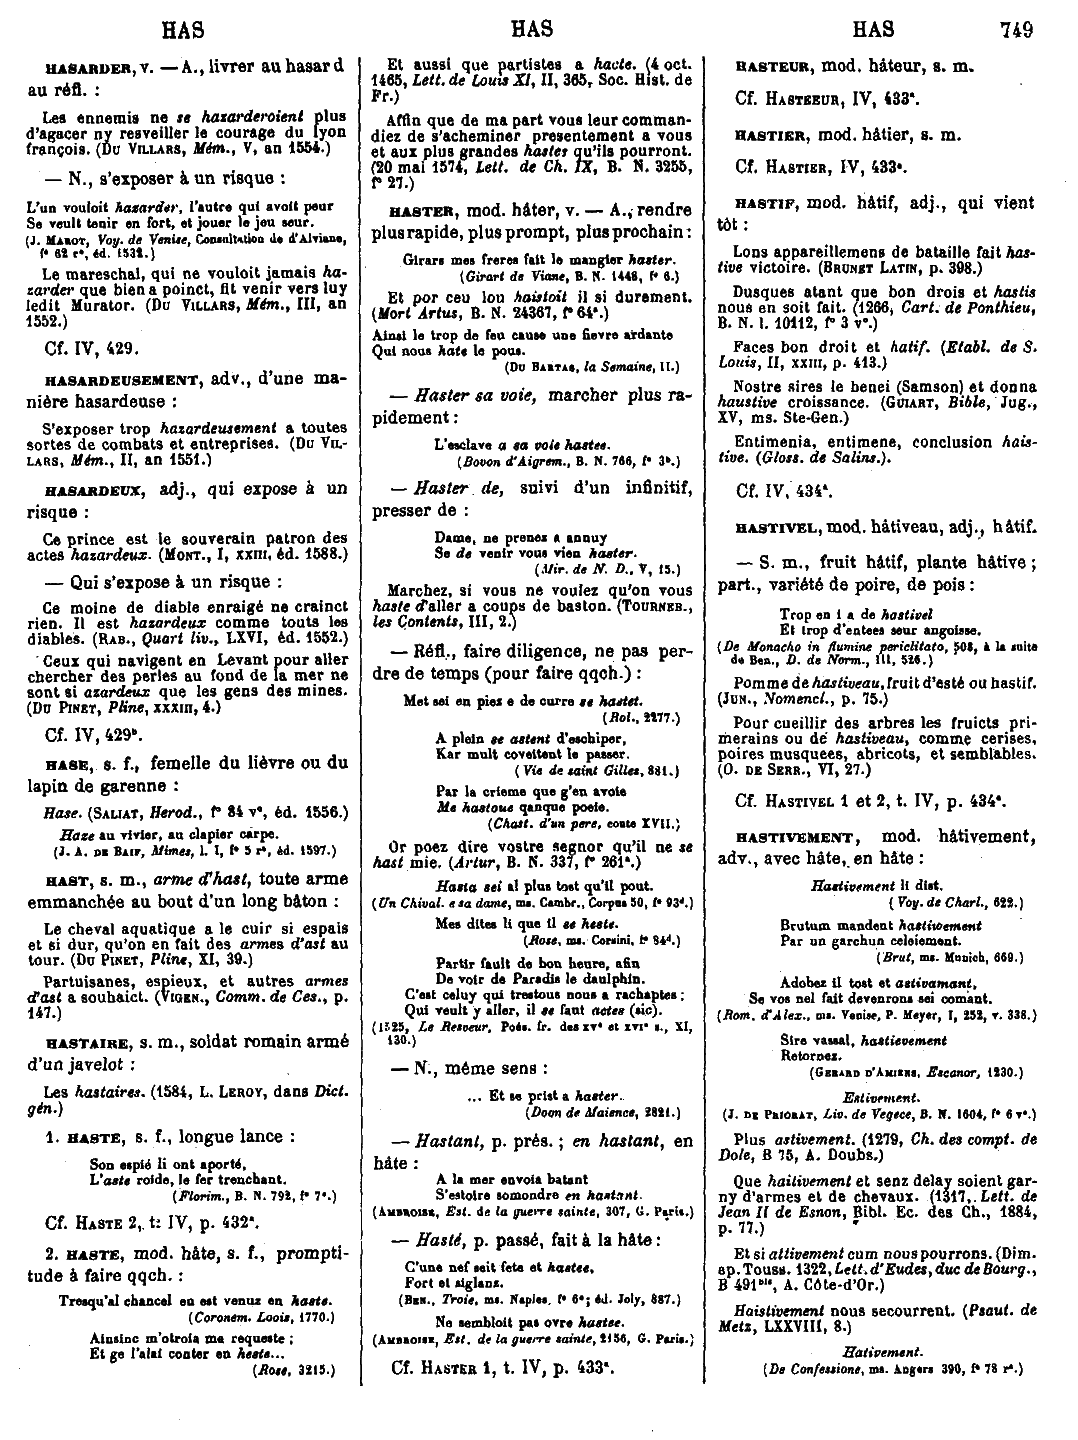 HAS
HAS
HAS
749
HASARDER, v. — A., livrer au hasard
au réfl. :
Les ennemis ne se hazarderoient plus
d'agacer ny resveiller le courage du lyon
françois. (DU VILLARS, Mém., V, an 1554.)
— N., s'exposer à un risque :
L'un vouloit hazarder, l'autre qui avoit peur
Se veult tenir en fort, et jouer le jeu seur.
(J. MAROT, Voy. de Venise, Consultation de d'Alviane,
f° 62 r°, éd. 1532.)
Le mareschal, qui ne vouloit jamais ha-
zarder que bien a poinct, fit venir vers luy
ledit Murator. (DU VILLARS, Mém., III, an
1552.)
Cf. IV, 429.
HASARDEUSEMENT, adv., d'une ma-
nière hasardeuse :
S'exposer trop hazardeusement a toutes
sortes de combats et entreprises. (DU VIL-
LARS, Mém., II, an 1551.)
HASARDEUX, adj., qui expose à un
risque :
Ce prince est le souverain patron des
actes hazardeux. (MONT., I, XXIII, éd. 1588.)
— Qui s'expose à un risque :
Ce moine de diable enraigé ne crainct
rien. Il est hazardeux comme touts les
diables. (RAB., Quart liv., LXVI, éd. 1552.)
Ceux qui navigent en Levant pour aller
chercher des perles au fond de la mer ne
sont si azardeux que les gens des mines.
(DU PINET, Pline, XXXIII, 4.)
Cf. IV, 429b.
HASE, s. f., femelle du lièvre ou du
lapin de garenne :
Hase. (SALIAT, Herod., f° 84 v°, éd. 1556.)
Haze au vivier, au clapier carpe.
(J. A. DE BAIF, Mimes, l. I, f° 5 r°, éd. 1597.)
HAST, s. m., arme d'hast, toute arme
emmanchée au bout d'un long bâton :
Le cheval aquatique a le cuir si espais
et si dur, qu'on en fait des armes d'ast au
tour. (DU PINET, Pline, XI, 39.)
Partuisanes, espieux, et autres armes
d'ast a souhaict. (VIGEN., Comm. de Ces., p.
147.)
HASTAIRE, s. m., soldat romain armé
d'un javelot :
Les hastaires. (1584, L. LEROY, dans Dict.
gén.)
1. HASTE, s. f., longue lance :
Son espié li ont aporté,
L'aste roide, le fer trenchant.
(Florim., B. N. 792, f° 7c.)
Cf. HASTE 2, t. IV, p. 432a.
2. HASTE, mod. hâte, s. f., prompti-
tude à faire qqch. :
Tresqu'al chancel en est venuz en haste.
(Coronem. Loois, 1770.)
Ainsinc m'otroia ma requeste ;
Et ge l'alai conter en heste...
(Rose, 3215.)
Et aussi que partistes a hacte. (4 oct.
1465, Lett. de Louis XI, II, 365, Soc. Hist. de
Fr.)
Affin que de ma part vous leur comman-
diez de s'acheminer presentement a vous
et aux plus grandes hastes qu'ils pourront.
(20 mai 1574, Lett. de Ch. IX, B. N. 3255,
f° 27.)
HASTER, mod. hâter, v. — A., rendre
plus rapide, plus prompt, plus prochain :
Girars mes freres fait le mangier haster.
(Girart de Viane, B. N. 1448, f° 6.)
Et por ceu lou haistoit il si durement.
(Mort Artus, B. N. 24367, f° 64a.)
Ainsi le trop de feu cause une fievre ardante
Qui nous hate le pous.
(DU BARTAS, la Semaine, II.)
— Haster sa voie, marcher plus ra-
pidement :
L'esclave a sa voie hastee.
(Bovon d'Aigrem., B. N. 766, f° 3b.)
— Haster de, suivi d'un infinitif,
presser de :
Dame, ne prenez a annuy
Se de venir vous vien haster.
(Mir. de N. D., V, 15.)
Marchez, si vous ne voulez qu'on vous
haste d'aller a coups de baston. (TOURNEB.,
les Contents, III, 2.)
— Réfl., faire diligence, ne pas per-
dre de temps (pour faire qqch.) :
Met sei en piez e de curre se hastet.
(Rol., 2277.)
A plein se astent d'eschiper,
Kar mult coveitent le passer.
(Vie de saint Gilles, 881.)
Par la crieme que g'en avoie
Me hastoue qanque poeie.
(Chast. d'un pere, conte XVII.)
Or poez dire vostre segnor qu'il ne se
hast mie. (Artur, B. N. 337, f° 261a.)
Hasta sei al plus tost qu'il pout.
(Un Chival. e sa dame, ms. Cambr., Corpus 50, f° 93d.)
Mes dites li que il se heste.
(Rose, ms. Corsini, f° 84d.)
Partir fault de bon heure, afin
De voir de Paradis le daulphin.
C'est celuy qui trestous nous a rachaptes ;
Qui veult y aller, il se faut actes (sic).
(1525, Le Resveur, Poés. fr. des XVe et XVIe s., XI,
130.)
— N., même sens :
... Et se prist a haster.
(Doon de Maience, 2821.)
— Hastant, p. prés. ; en hastant, en
hâte :
A la mer envoia batant
S'estoire somondre en hastant.
(AMBROISE, Est. de la guerre sainte, 307, G. Paris.)
— Hasté, p. passé, fait à la hâte :
C'une nef seit fete et hastee,
Fort et siglanz.
(BEN., Troie, ms. Naples, f° 6c; éd. Joly, 887.)
Ne sembloit pas ovre hastee.
(AMBROISE, Est. de la guerre sainte, 2156, G. Paris.)
Cf. HASTER 1, t. IV, p. 433a.
HASTEUR, mod. hâteur, s. m.
Cf. HASTEEUR, IV, 433a.
HASTIER, mod. hâtier, s. m.
Cf. HASTIER, IV, 433a.
HASTIF, mod. hâtif, adj., qui vient
tôt :
Lons appareillemens de bataille fait has-
tive victoire. (BRUNET LATIN, p. 398.)
Dusques atant que bon drois et hastis
nous en soit fait. (1266, Cart. de Ponthieu,
B. N. l. 10112, f° 3 v°.)
Faces bon droit et hatif. (Etabl. de S.
Louis, II, XXIII, p. 413.)
Nostre sires le benei (Samson) et donna
haustive croissance. (GUIART, Bible, Jug.,
XV, ms. Ste-Gen.)
Entimenia, entimene, conclusion hais-
tive. (Gloss. de Salins.).
Cf. IV, 434a.
HASTIVEL, mod. hâtiveau, adj., hâtif.
— S. m., fruit hâtif, plante hâtive ;
part., variété de poire, de pois :
Trop en i a de hastivel
Et trop d'entees seur angoisse.
(De Monacho in flumine periclitato, 508, à la suite
de Ben., D. de Norm., III, 526.)
Pomme de hastiveau, fruit d'esté ou hastif.
(JUN., Nomencl., p. 75.)
Pour cueillir des arbres les fruicts pri-
merains ou de hastiveau, comme cerises,
poires musquees, abricots, et semblables.
(O. DE SERR., VI, 27.)
Cf. HASTIVEL 1 et 2, t. IV, p. 434a.
HASTIVEMENT, mod. hâtivement,
adv., avec hâte, en hâte :
Hastivement li dist.
(Voy. de Charl., 622.)
Brutum mandent hastivement
Par un garchun celoiement.
(Brut, ms. Munich, 669.)
Adobez il tost et astivamant,
Se vos nel fait devenrons sei comant.
(Rom. d'Alex., ms. Venise, P. Meyer, I, 252, v. 338.)
Sire vassal, hastievement
Retornez.
(GERARD D'AMIENS, Escanor, 1230.)
Estivement.
(J. DE PRIORAT, Liv. de Vegece, B. N. 1604, f° 6 v°.)
Plus astivement. (1279, Ch. des compt. de
Dole, B 75, A. Doubs.)
Que hailivement et senz delay soient gar-
ny d'armes et de chevaux. (1317, Lett. de
Jean II de Esnon, Bibl. Ec. des Ch., 1884,
p. 77.)
Et si attivement cum nous pourrons. (Dim.
ap. Touss. 1322, Lett. d'Eudes, duc de Bourg.,
B 491bis, A. Côte-d'Or.)
Haistivement nous secourrent. (Psaut. de
Metz, LXXVIII, 8.)
Hativement.
(De Confessione, ms. Angers 390, f° 78 r°.)